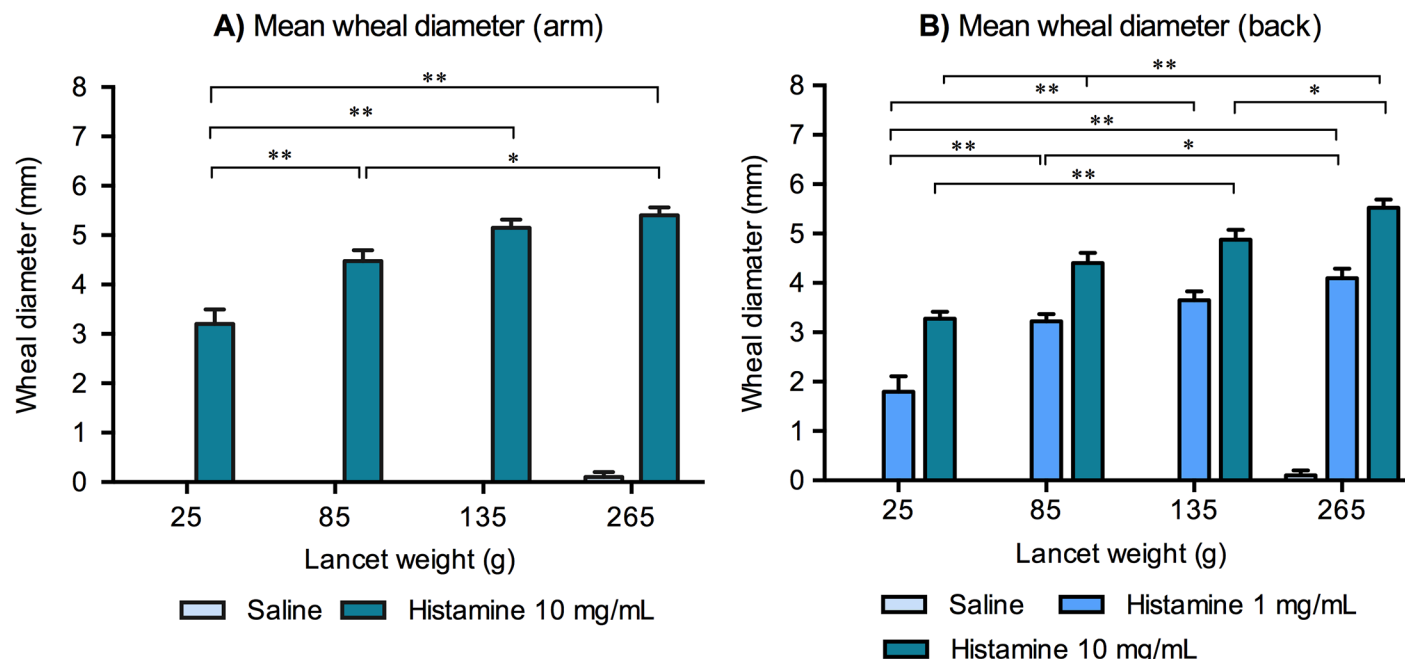 A) Mean wheal diameter (arm)
Wheal diameter (mm)
8
7
6
5
4
3
2
1
0
**
**
**
*
25 85 135 265
Lancet weight (g)
Saline Histamine 10 mg/mL
B) Mean wheal diameter (back)
Wheal diamater (mm)
8
7
6
5
4
3
2
1
0
**
** *
**
** *
**
25 85 135 265
Lancet weight (g)
Saline Histamine 1 mg/mL
Histamine 10 mg/mL